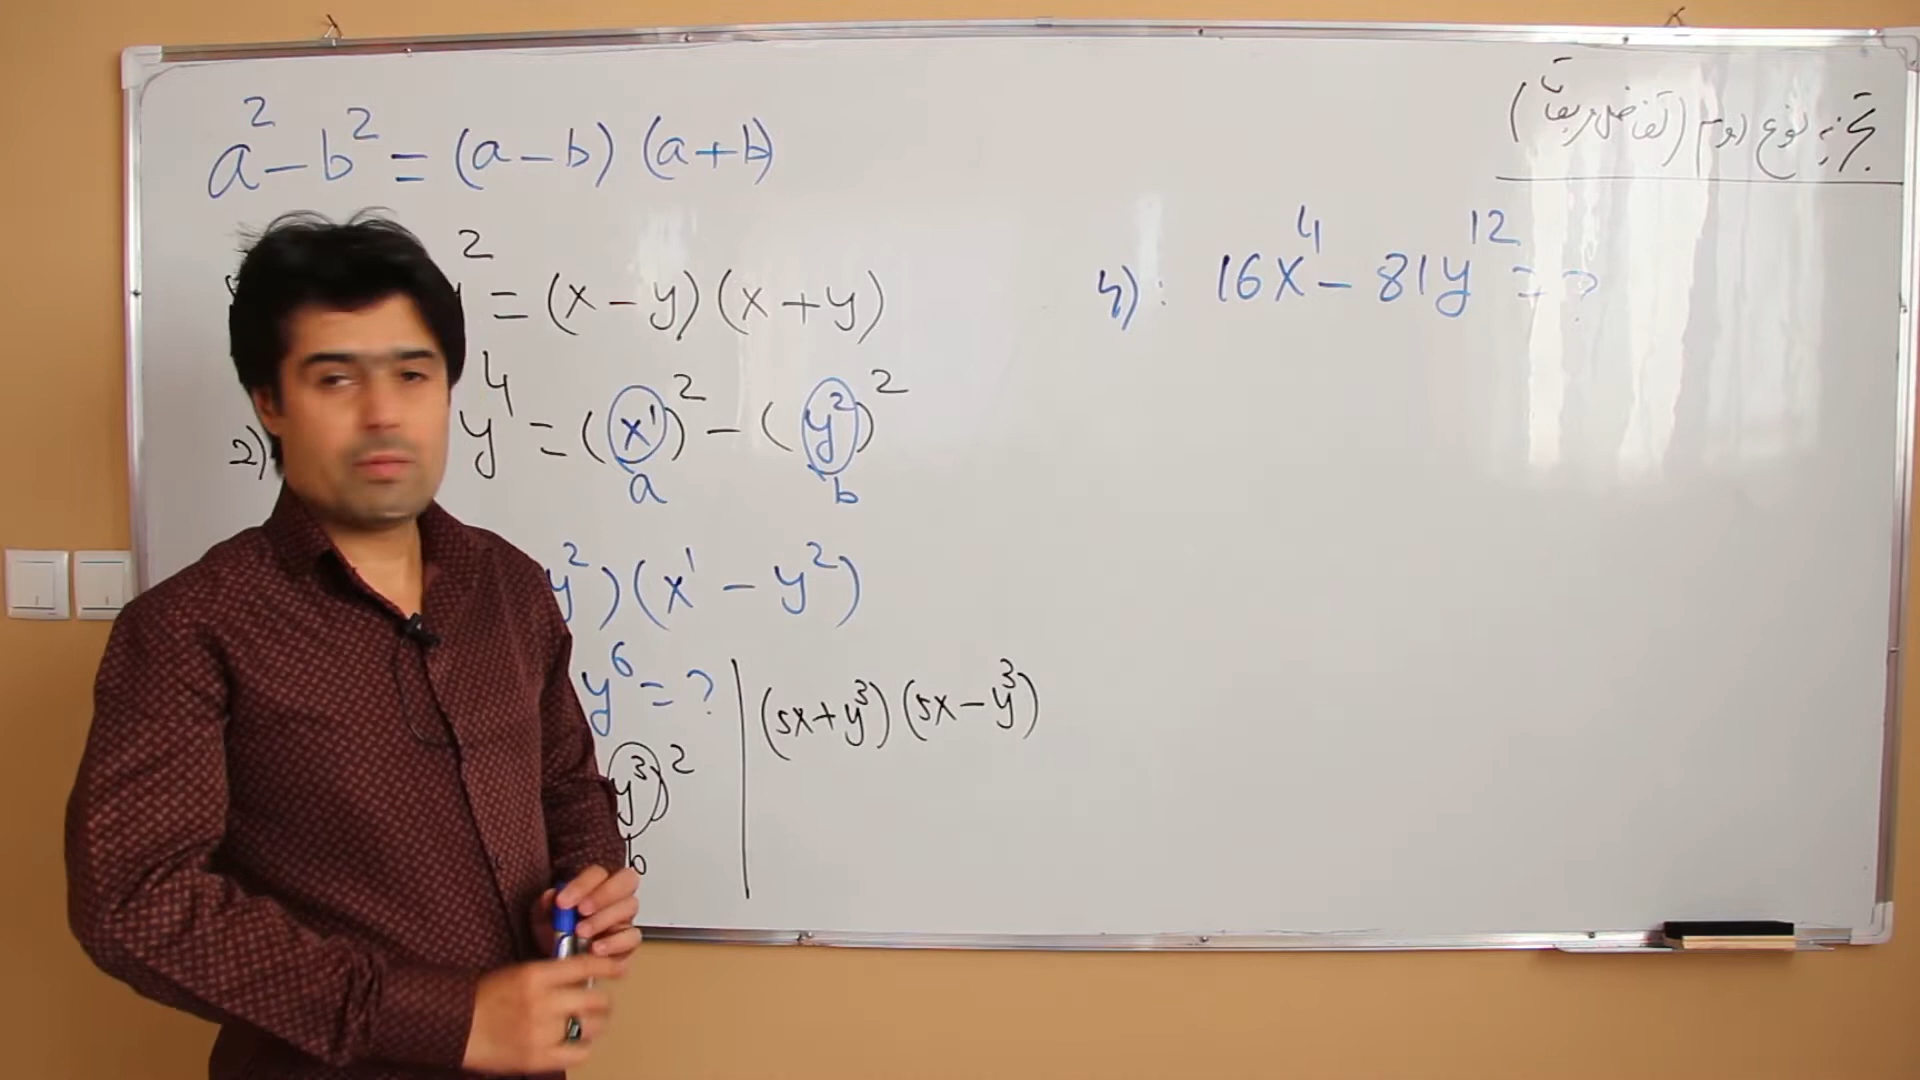 تجزیه نوع دوم (تفاضل مربعات)
a² - b² = (a - b) (a + b)
² = (x - y) (x + y)
2)
y⁴ = (x¹)² - (y²)²
a b
y²) (x¹ - y²)
y⁶ = ?
(5x + y³) (5x - y³)
y³)²
b
4): 16x⁴ - 81y¹² = ?